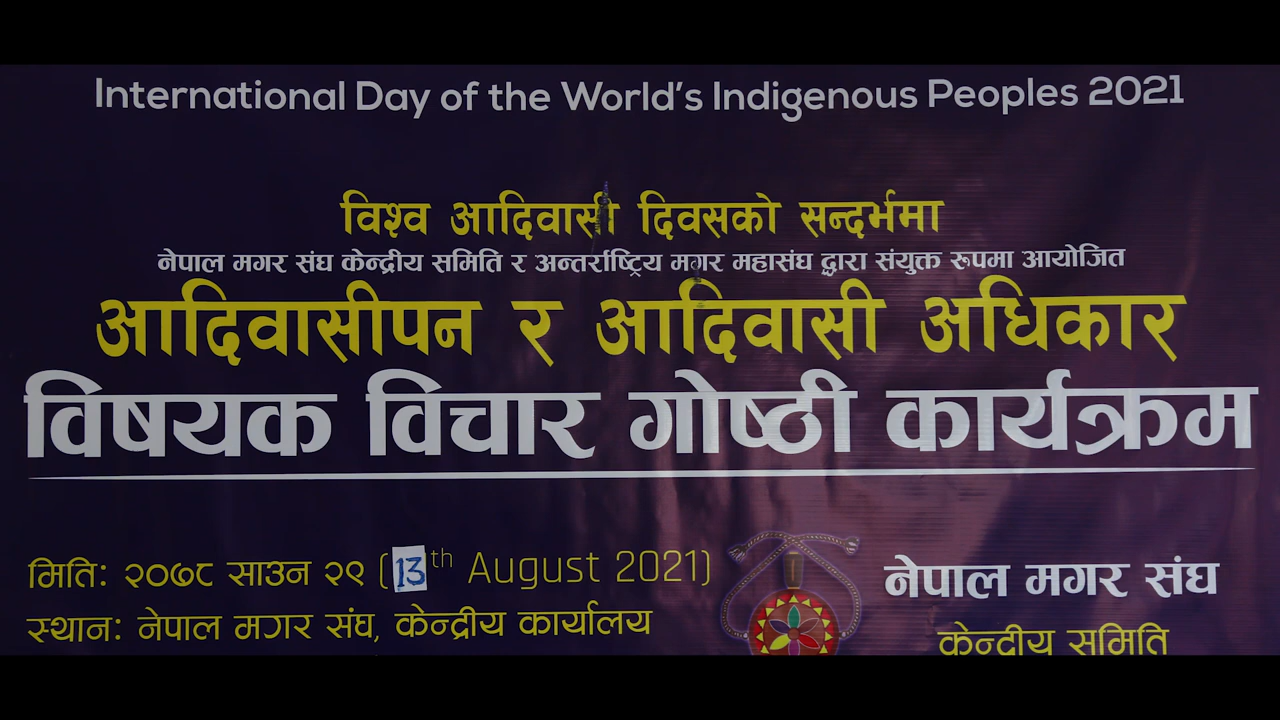 International Day of the World's Indigenous Peoples 2021
विश्व आदिवासी दिवसको सन्दर्भमा
नेपाल मगर संघ केन्द्रीय समिति र अन्तर्राष्ट्रिय मगर महासंघ द्वारा संयुक्त रुपमा आयोजित
आदिवासीपन र आदिवासी अधिकार
विषयक विचार गोष्ठी कार्यक्रम
मिति: २०७८ साउन २९ (13th August 2021)
स्थान: नेपाल मगर संघ, केन्द्रीय कार्यालय
नेपाल मगर संघ
केन्द्रीय समिति